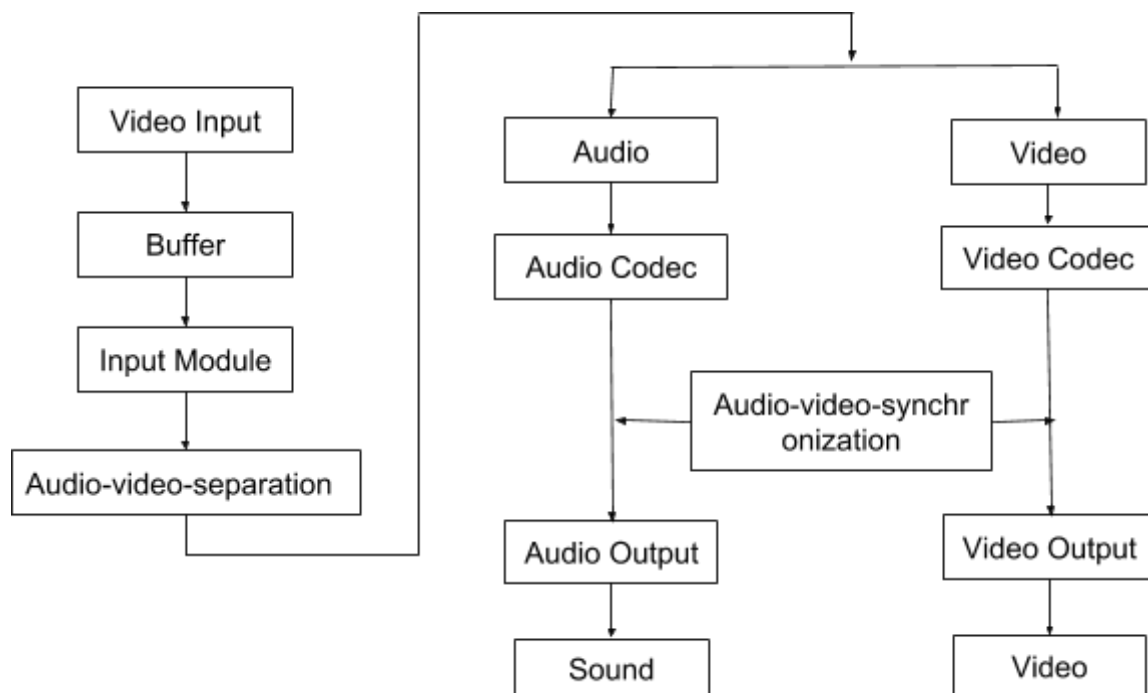 Video Input
Buffer
Input Module
Audio-video-separation
Audio
Audio Codec
Audio-video-synchr
onization
Audio Output
Sound
Video
Video Codec
Video Output
Video